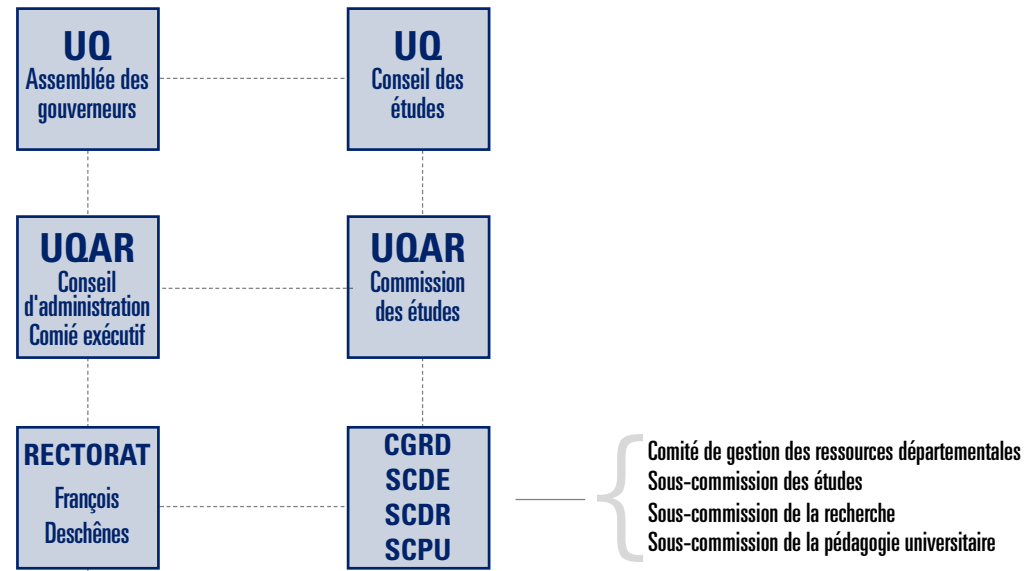 UQ
Assemblée des
gouverneurs
UQ
Conseil des
études
UQAR
Conseil
d'administration
Comié exécutif
UQAR
Commission
des études
RECTORAT
François
Deschênes
CGRD
SCDE
SCDR
SCPU
Comité de gestion des ressources départementales
Sous-commission des études
Sous-commission de la recherche
Sous-commission de la pédagogie universitaire